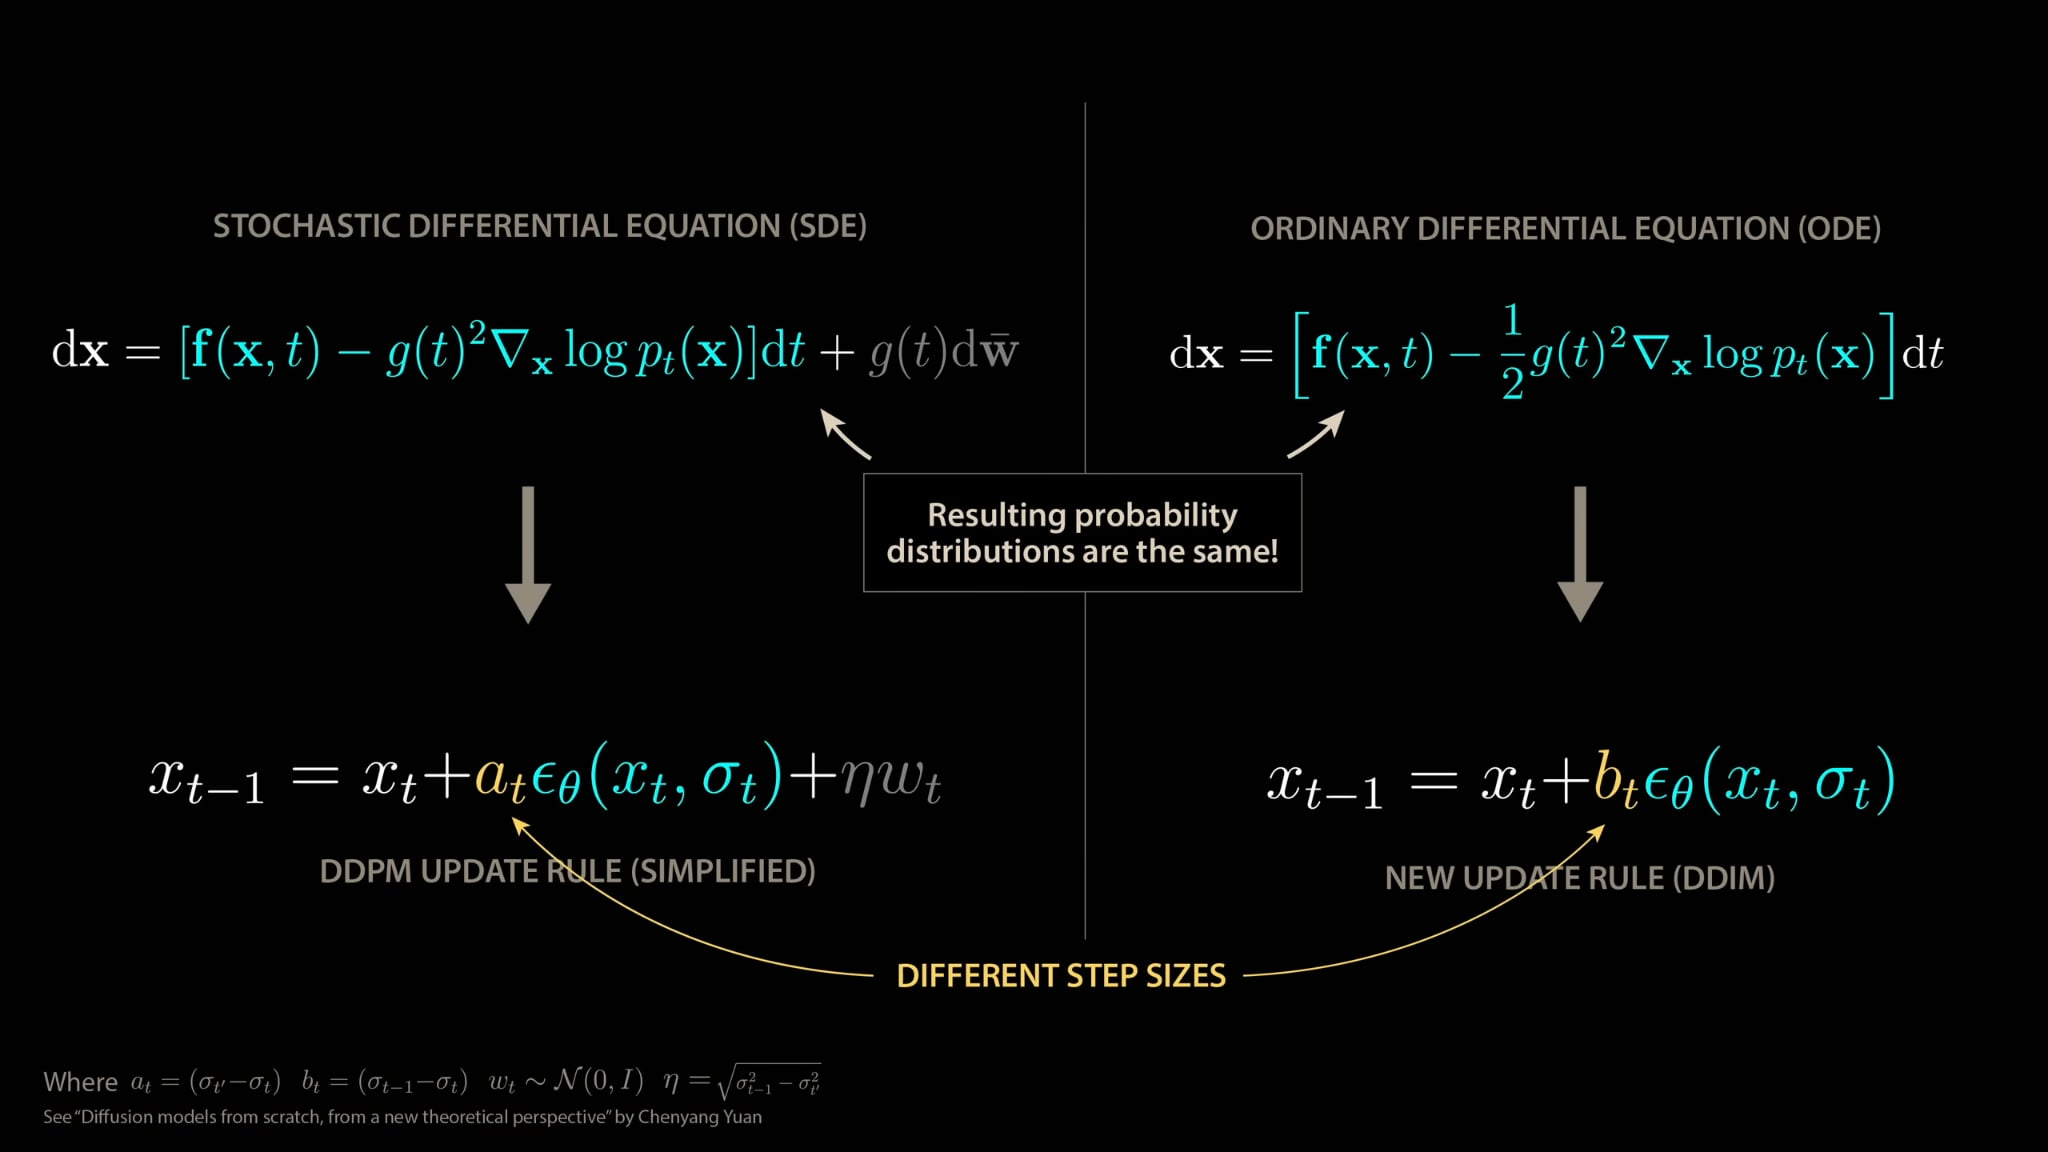 STOCHASTIC DIFFERENTIAL EQUATION (SDE)
dx = [f(x, t) − g(t)²∇ₓ log pₜ(x)]dt + g(t)dw̄
ORDINARY DIFFERENTIAL EQUATION (ODE)
dx = [f(x, t) − 1/2 g(t)²∇ₓ log pₜ(x)]dt
Resulting probability
distributions are the same!
xₜ₋₁ = xₜ+aₜϵ_θ(xₜ, σₜ)+ηwₜ
DDPM UPDATE RULE (SIMPLIFIED)
xₜ₋₁ = xₜ+bₜϵ_θ(xₜ, σₜ)
NEW UPDATE RULE (DDIM)
DIFFERENT STEP SIZES
Where aₜ = (σₜ′−σₜ) bₜ = (σₜ₋₁−σₜ) wₜ ∼ 𝒩(0, I) η = √(σ²ₜ₋₁ − σ²ₜ′)
See “Diffusion models from scratch, from a new theoretical perspective” by Chenyang Yuan